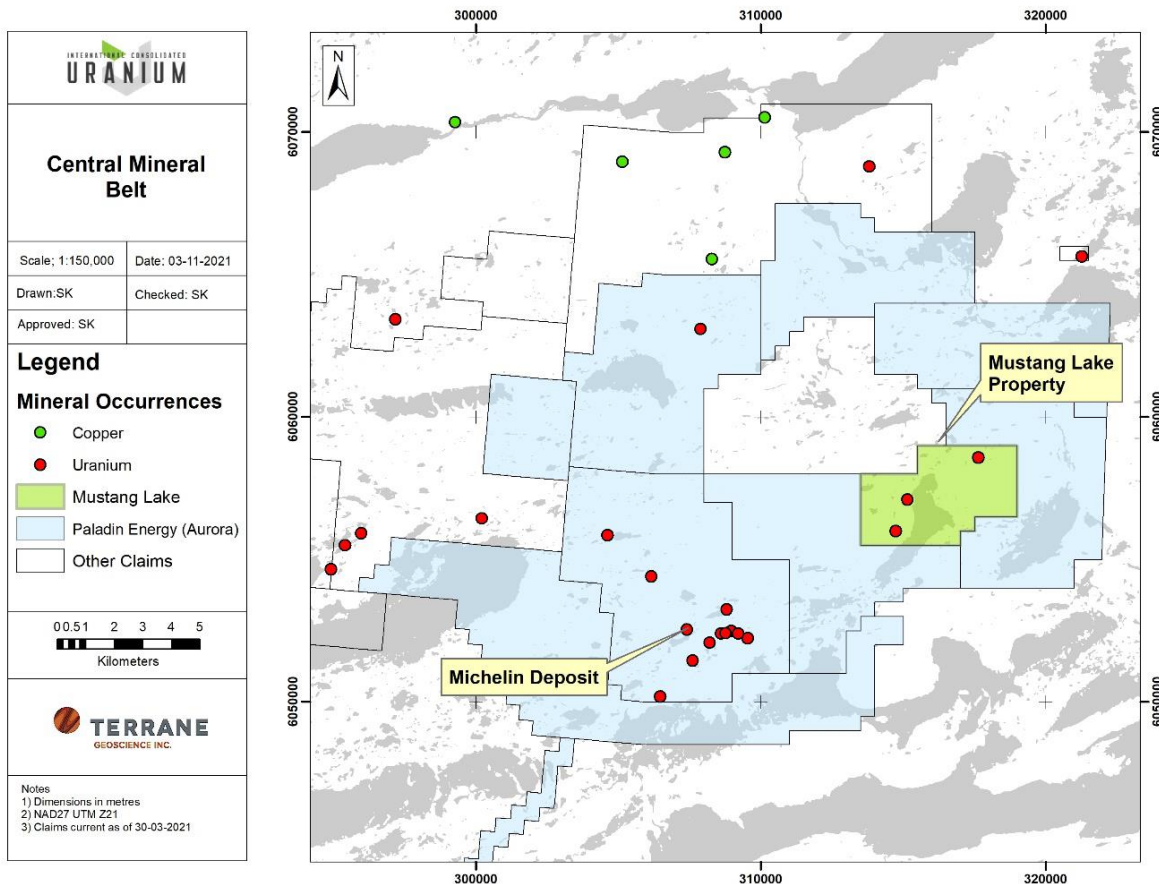 INTERNATIONAL CONSOLIDATED
URANIUM
Central Mineral
Belt
Scale; 1:150,000
Date: 03-11-2021
Drawn:SK
Checked: SK
Approved: SK
Legend
Mineral Occurrences
Copper
Uranium
Mustang Lake
Paladin Energy (Aurora)
Other Claims
0 0.5 1 2 3 4 5
Kilometers
TERRANE
GEOSCIENCE INC.
Notes
1) Dimensions in metres
2) NAD27 UTM Z21
3) Claims current as of 30-03-2021
300000
310000
320000
N
6070000
6070000
Mustang Lake
Property
6060000
6060000
Michelin Deposit
6050000
6050000
300000
310000
320000